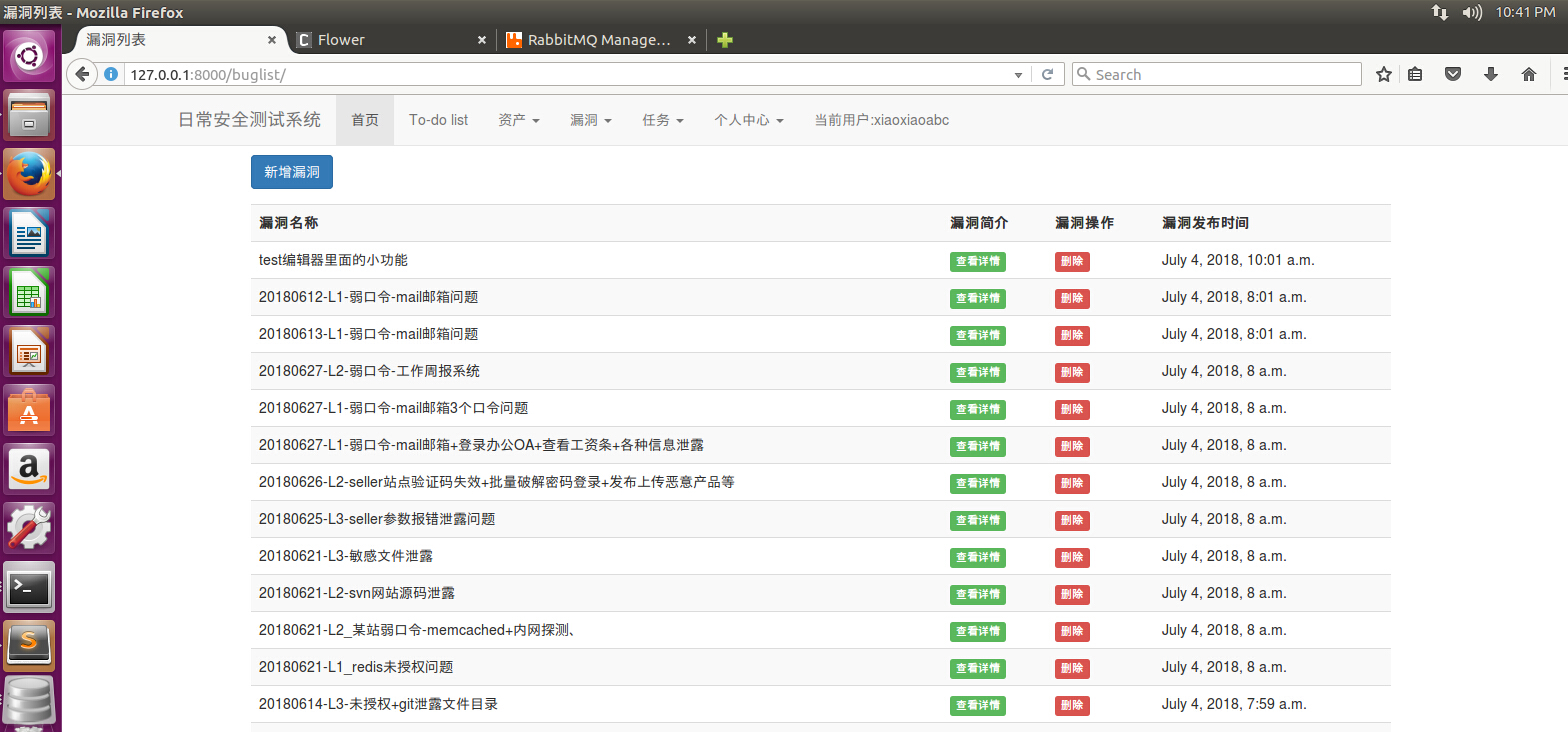 漏洞列表 - Mozilla Firefox 10:41 PM
漏洞列表 Flower RabbitMQ Manage...
127.0.0.1:8000/buglist/ Search
日常安全测试系统 首页 To-do list 资产 漏洞 任务 个人中心 当前用户:xiaoxiaoabc
新增漏洞
漏洞名称 漏洞简介 漏洞操作 漏洞发布时间
test编辑器里面的小功能 查看详情 删除 July 4, 2018, 10:01 a.m.
20180612-L1-弱口令-mail邮箱问题 查看详情 删除 July 4, 2018, 8:01 a.m.
20180613-L1-弱口令-mail邮箱问题 查看详情 删除 July 4, 2018, 8:01 a.m.
20180627-L2-弱口令-工作周报系统 查看详情 删除 July 4, 2018, 8 a.m.
20180627-L1-弱口令-mail邮箱3个口令问题 查看详情 删除 July 4, 2018, 8 a.m.
20180627-L1-弱口令-mail邮箱+登录办公OA+查看工资条+各种信息泄露 查看详情 删除 July 4, 2018, 8 a.m.
20180626-L2-seller站点验证码失效+批量破解密码登录+发布上传恶意产品等 查看详情 删除 July 4, 2018, 8 a.m.
20180625-L3-seller参数报错泄露问题 查看详情 删除 July 4, 2018, 8 a.m.
20180621-L3-敏感文件泄露 查看详情 删除 July 4, 2018, 8 a.m.
20180621-L2-svn网站源码泄露 查看详情 删除 July 4, 2018, 8 a.m.
20180621-L2_某站弱口令-memcached+内网探测、 查看详情 删除 July 4, 2018, 8 a.m.
20180621-L1_redis未授权问题 查看详情 删除 July 4, 2018, 8 a.m.
20180614-L3-未授权+git泄露文件目录 查看详情 删除 July 4, 2018, 7:59 a.m.